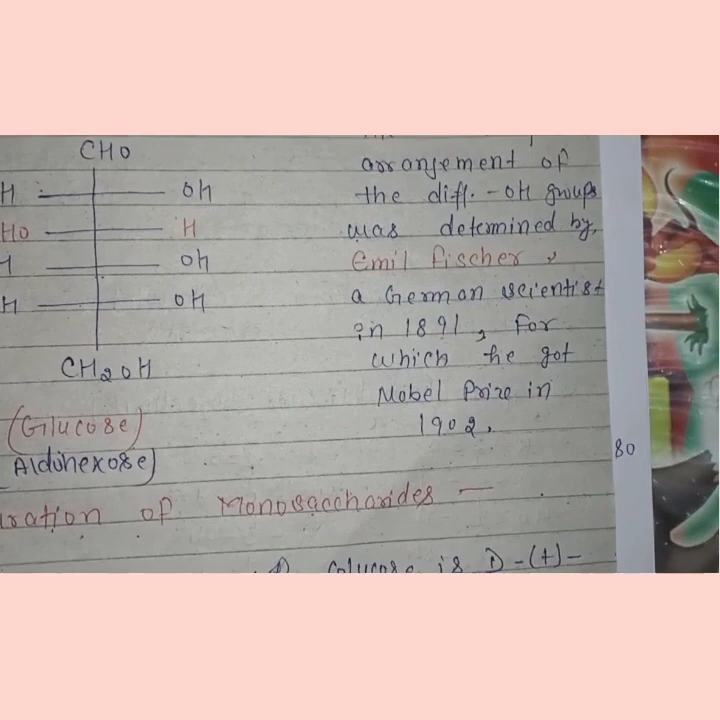 CHO
H OH
HO H
H OH
H OH
CH2OH
(Glucose)
(Aldohexose)
arrangement of
the diff. -OH groups
was determined by,
Emil Fischer,
a German scientist
in 1891, For
which he got
Nobel Prize in
1902.
80
uration of Monosaccharides —
Glucose is D-(+)-